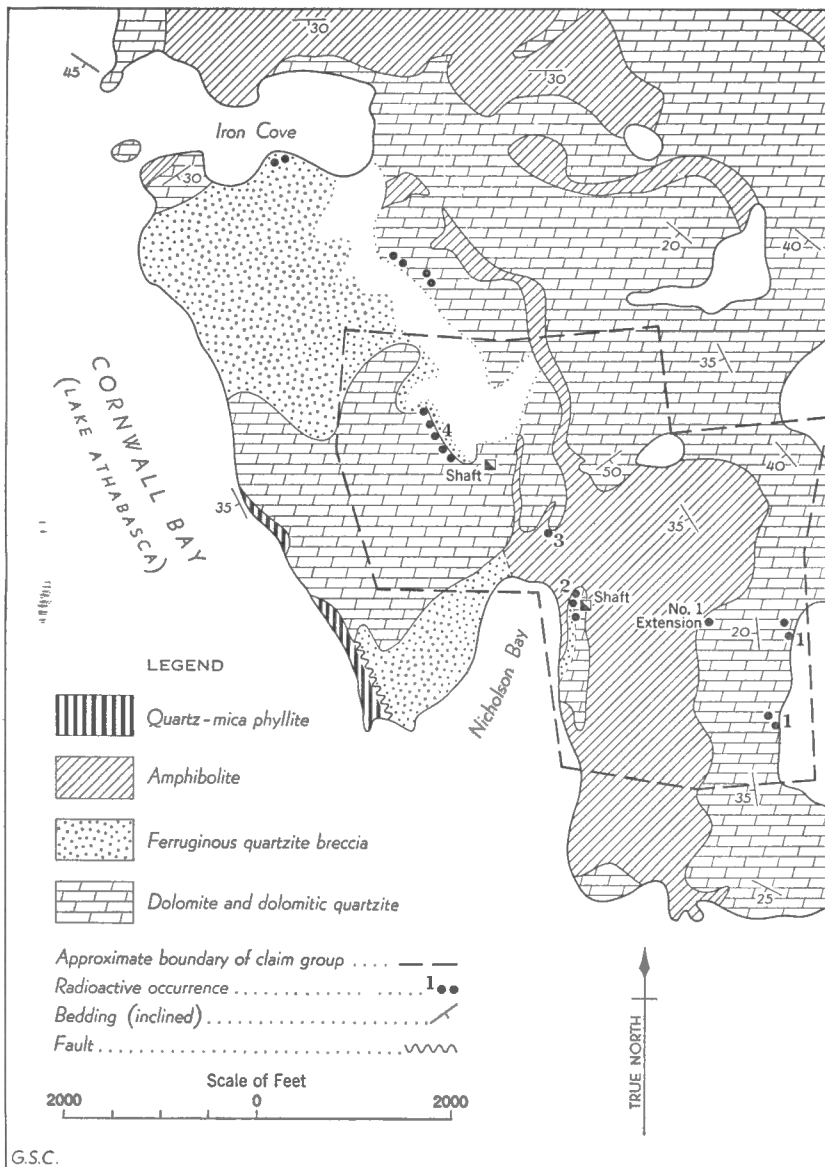 30
45
30
Iron Cove
30
20
40
35
CORNWALL BAY
(LAKE ATHABASCA)
4
Shaft
50
40
35
35
3
2
Shaft
No. 1
Extension
20
1
1
Nicholson Bay
35
25
LEGEND
Quartz-mica phyllite
Amphibolite
Ferruginous quartzite breccia
Dolomite and dolomitic quartzite
Approximate boundary of claim group ....
Radioactive occurrence .............. 1
Bedding (inclined) ....................
Fault ..............................
Scale of Feet
2000 0 2000
TRUE NORTH
G.S.C.